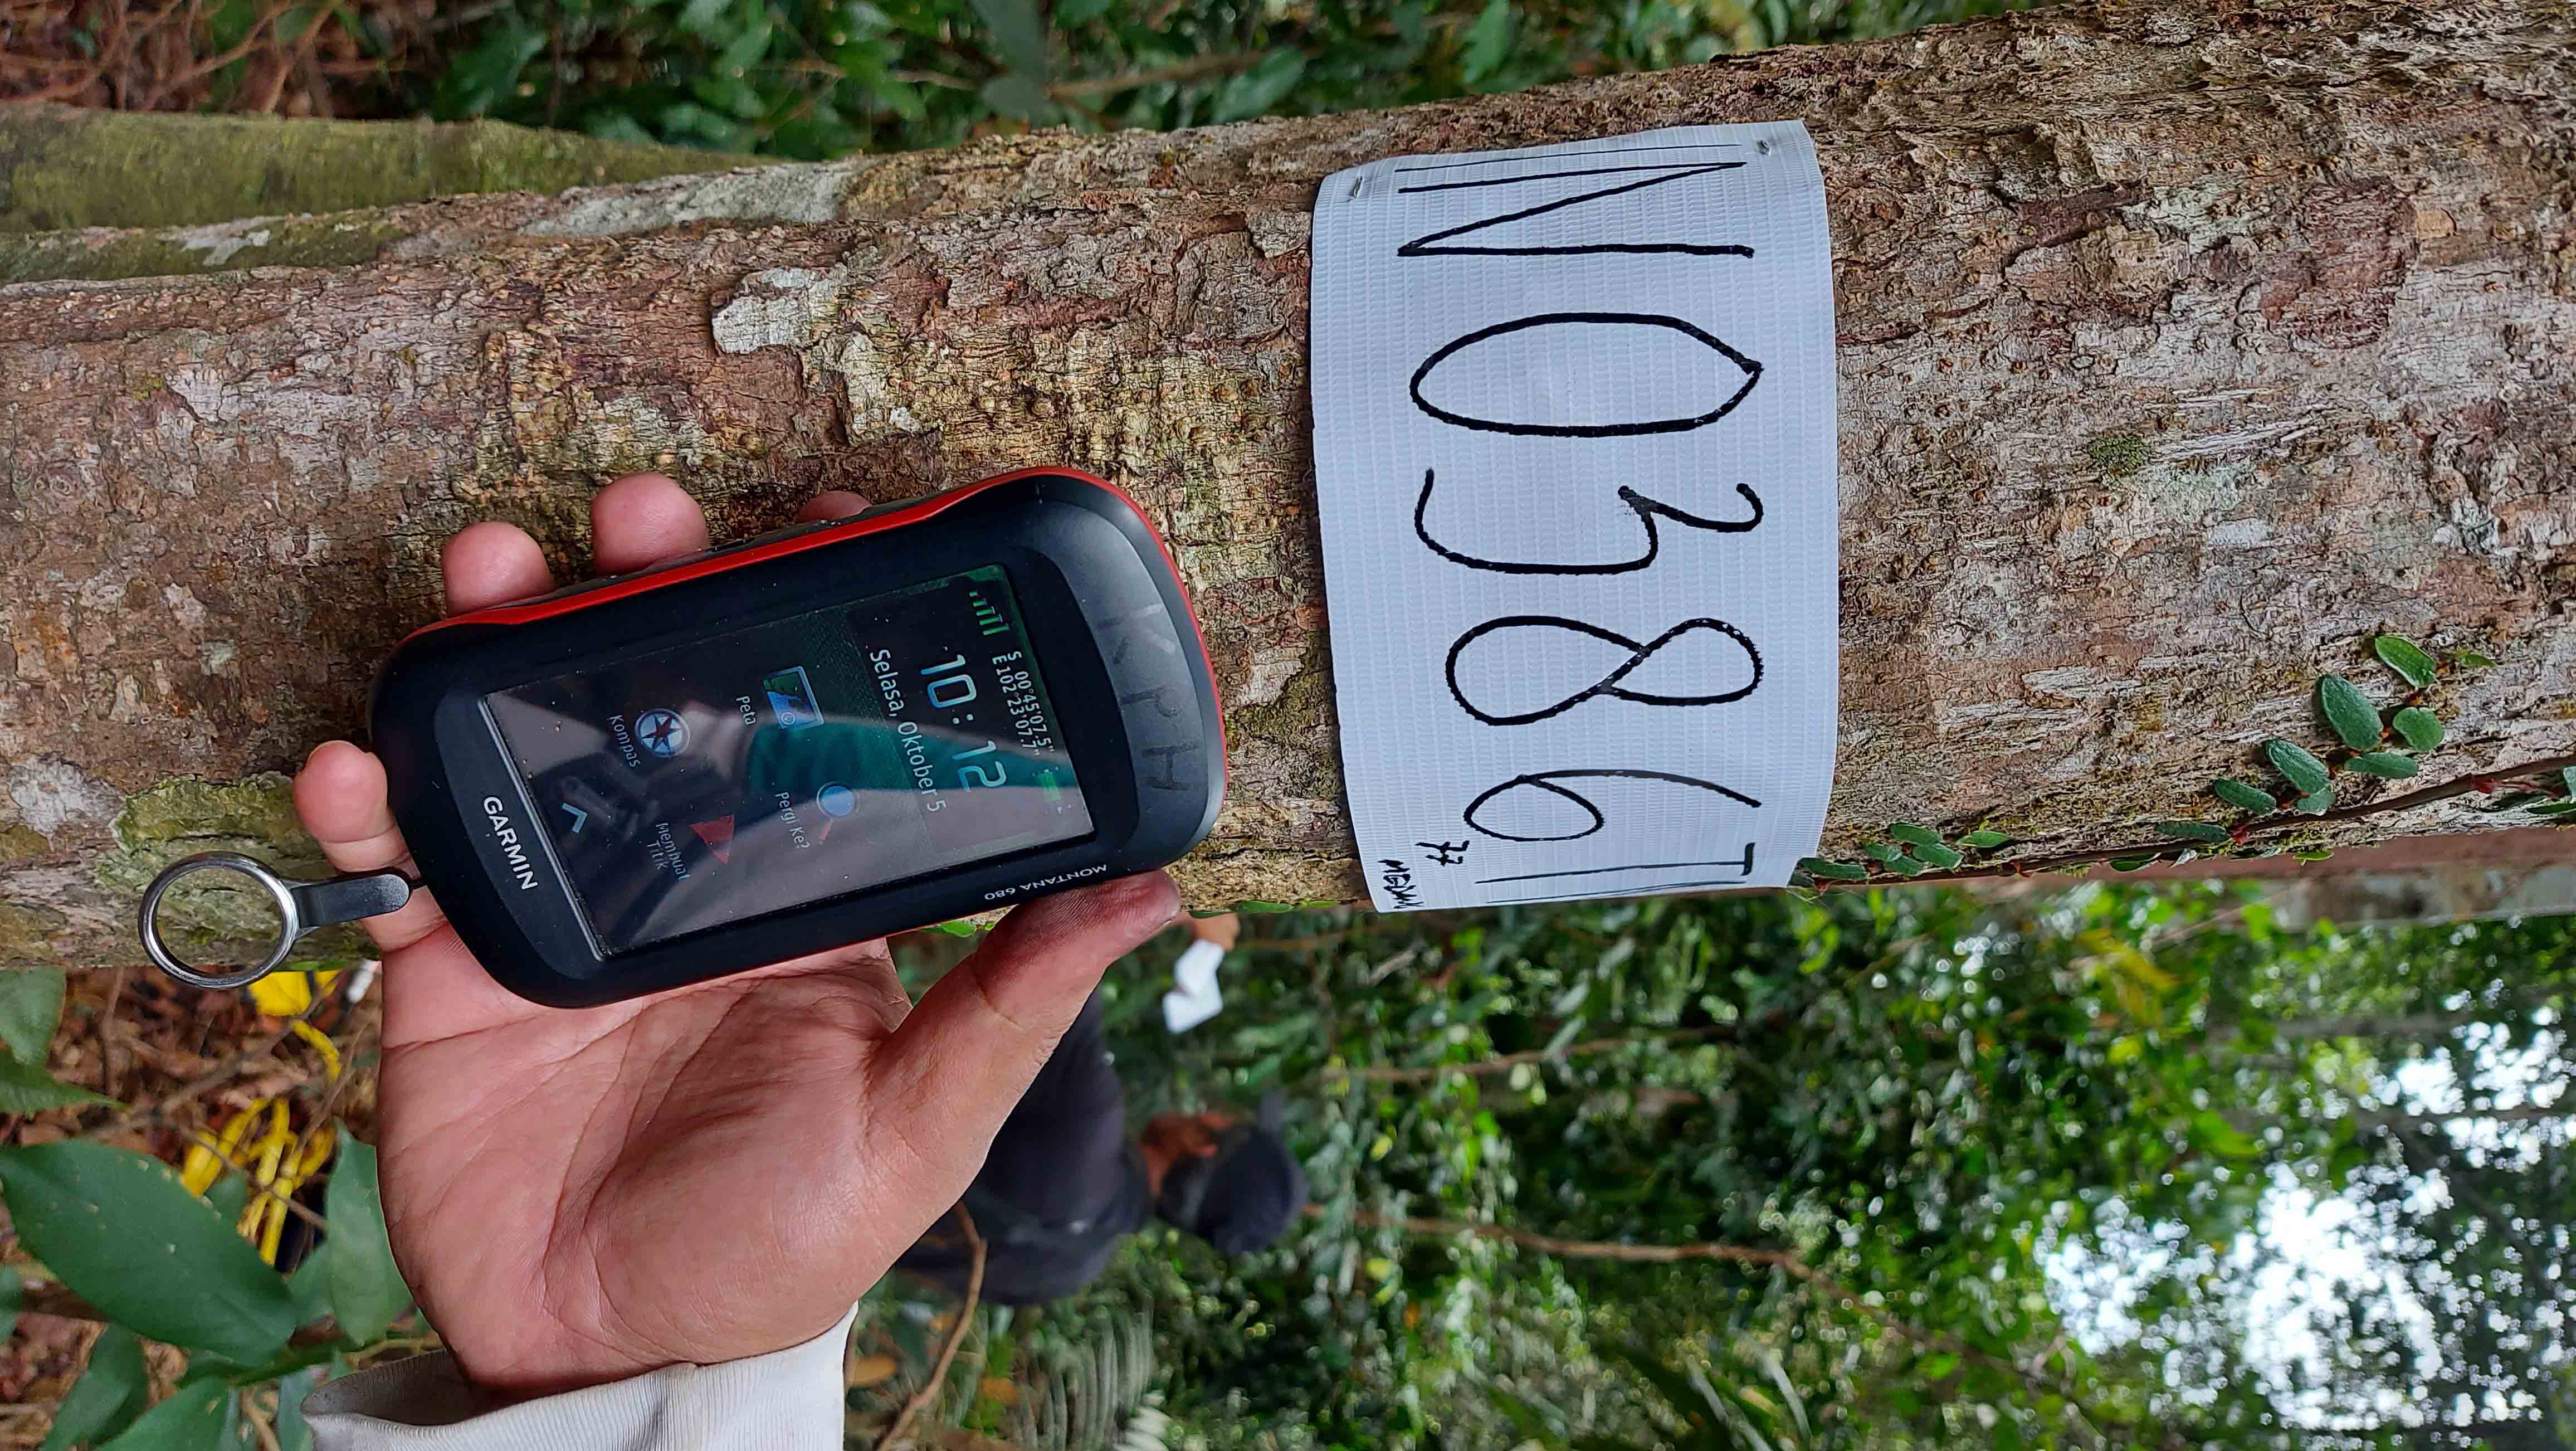 INO386T
77
MEDAN
KPH
MONTANA 680
S 00°45'07.5"
E102°23'07.7"
10:12
Selasa, Oktober 5
Peta
Pergi Ke?
Kompas
Membuat
Titik
GARMIN